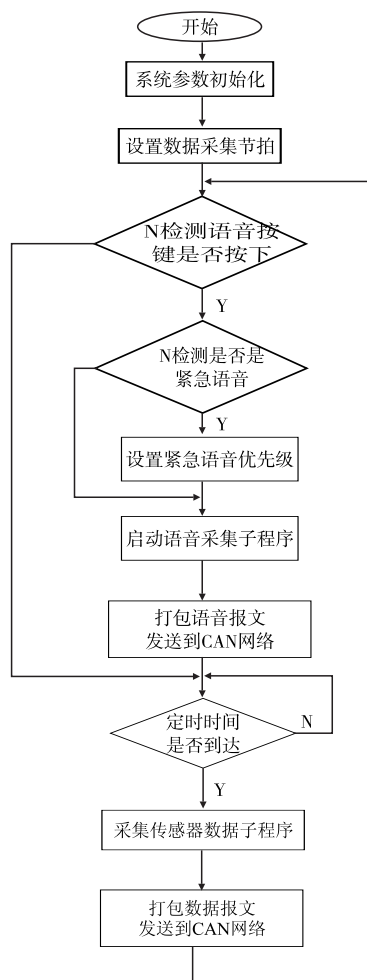 开始
系统参数初始化
设置数据采集节拍
N检测语音按
键是否按下
Y
N检测是否是
紧急语音
Y
设置紧急语音优先级
启动语音采集子程序
打包语音报文
发送到CAN网络
定时时间
是否到达
N
Y
采集传感器数据子程序
打包数据报文
发送到CAN网络